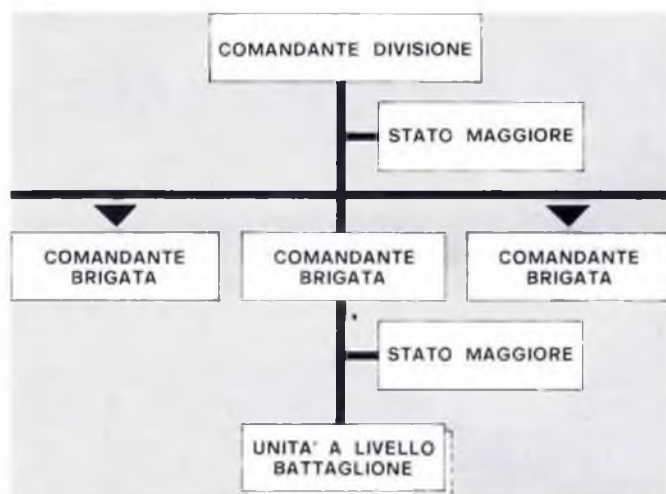 COMANDANTE DIVISIONE
STATO MAGGIORE
COMANDANTE
BRIGATA
COMANDANTE
BRIGATA
COMANDANTE
BRIGATA
STATO MAGGIORE
UNITA' A LIVELLO
BATTAGLIONE